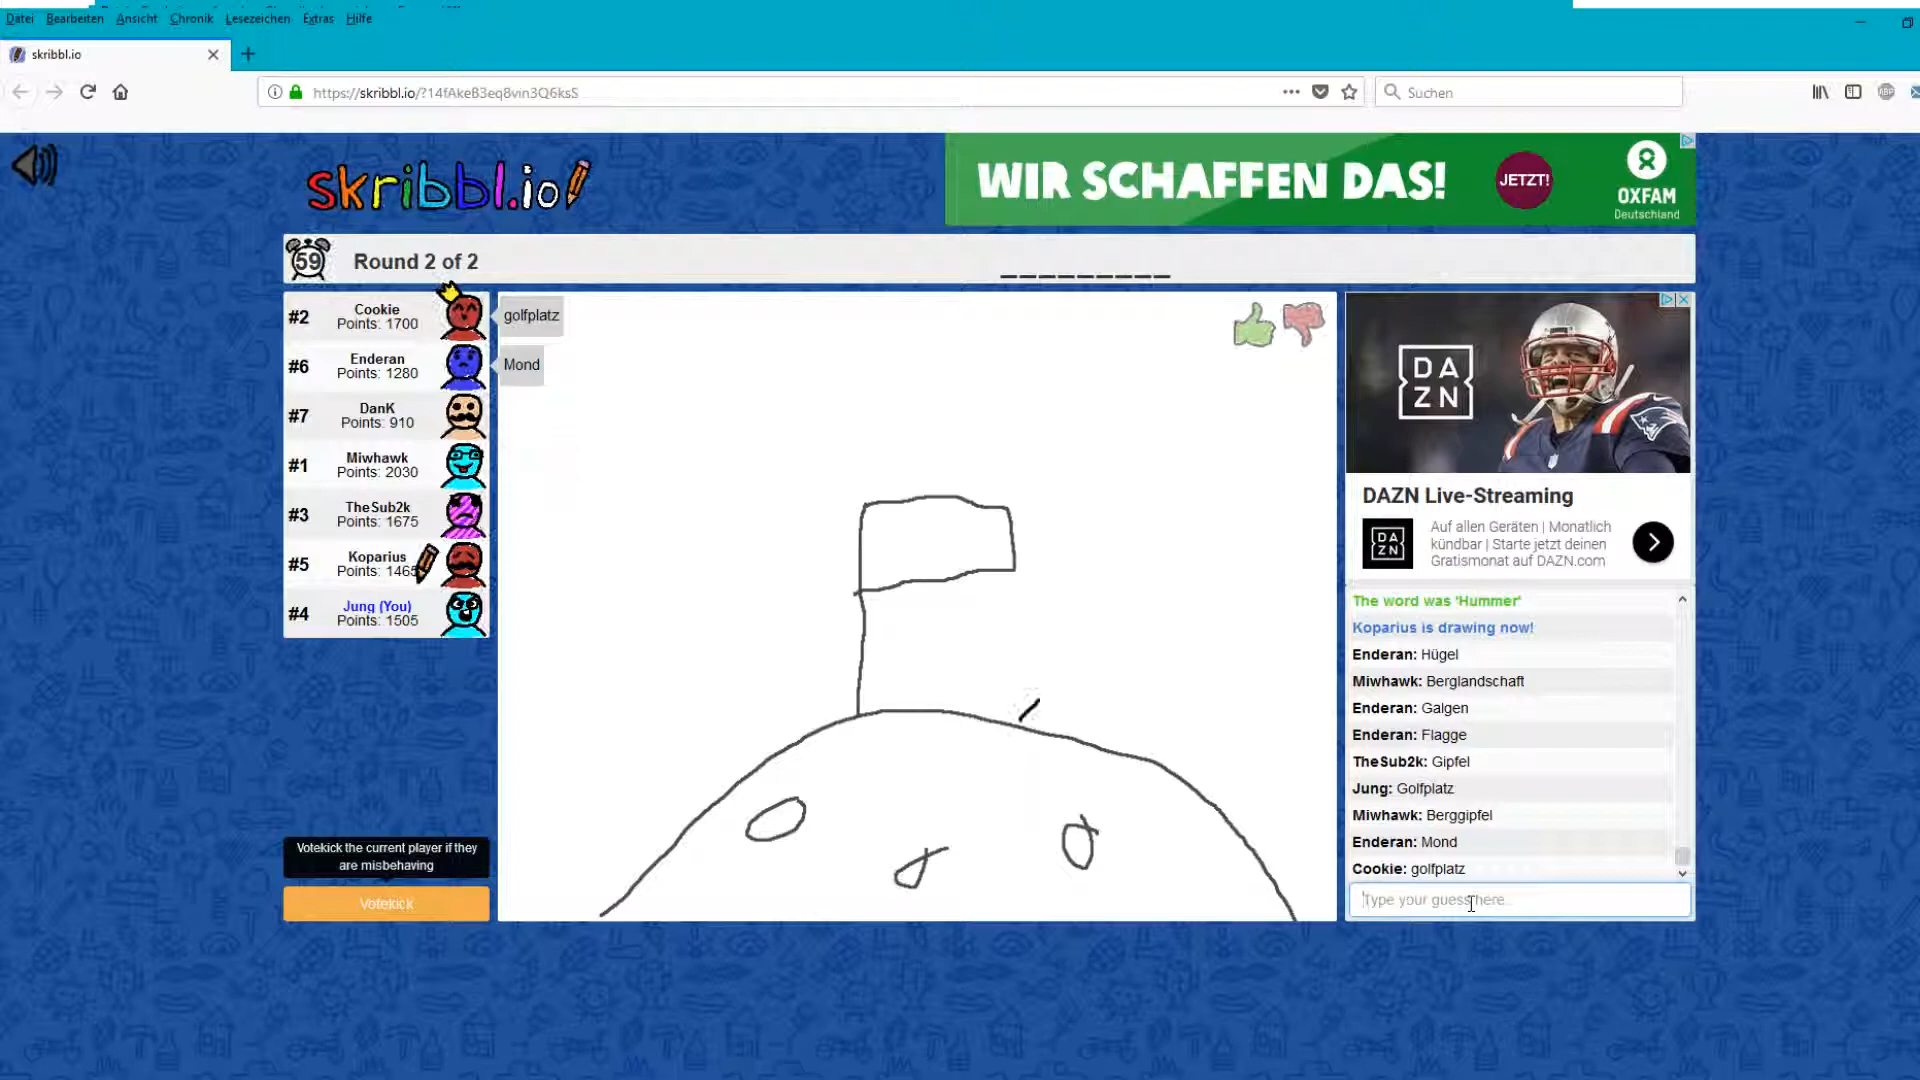 Datei Bearbeiten Ansicht Chronik Lesezeichen Extras Hilfe
skribbl.io
https://skribbl.io/?14fAkeB3eq8vin3Q6ksS
Suchen
ABP
skribbl.io
WIR SCHAFFEN DAS!
JETZT!
OXFAM
Deutschland
59
Round 2 of 2
_________
#2
Cookie
Points: 1700
golfplatz
#6
Enderan
Points: 1280
Mond
#7
DanK
Points: 910
#1
Miwhawk
Points: 2030
#3
TheSub2k
Points: 1675
#5
Koparius
Points: 1465
#4
Jung (You)
Points: 1505
Votekick the current player if they
are misbehaving
Votekick
DA
ZN
DAZN Live-Streaming
DA
ZN
Auf allen Geräten | Monatlich
kündbar | Starte jetzt deinen
Gratismonat auf DAZN.com
The word was 'Hummer'
Koparius is drawing now!
Enderan: Hügel
Miwhawk: Berglandschaft
Enderan: Galgen
Enderan: Flagge
TheSub2k: Gipfel
Jung: Golfplatz
Miwhawk: Berggipfel
Enderan: Mond
Cookie: golfplatz
Type your guess here...